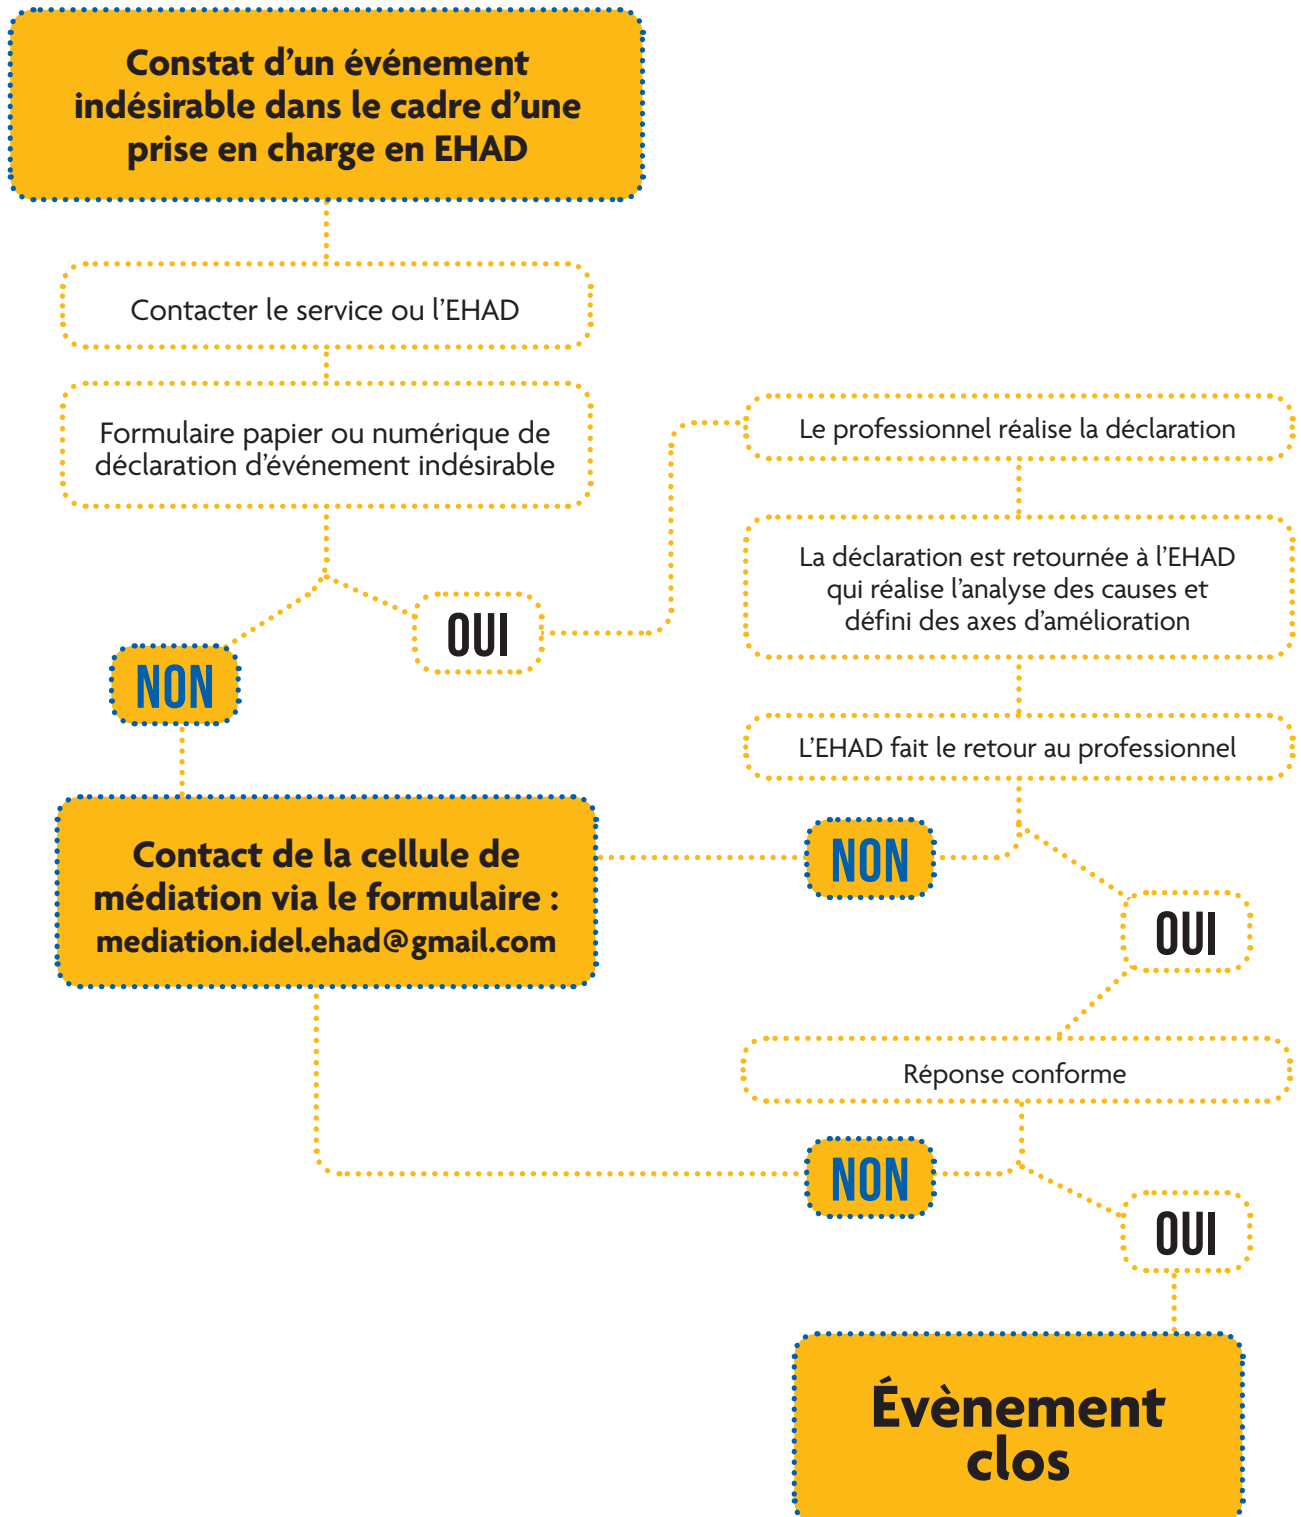 Constat d’un événement
indésirable dans le cadre d’une
prise en charge en EHAD
Contacter le service ou l’EHAD
Formulaire papier ou numérique de
déclaration d’événement indésirable
OUI
NON
Le professionnel réalise la déclaration
La déclaration est retournée à l’EHAD
qui réalise l’analyse des causes et
défini des axes d’amélioration
L’EHAD fait le retour au professionnel
Contact de la cellule de
médiation via le formulaire :
mediation.idel.ehad@gmail.com
NON
OUI
Réponse conforme
NON
OUI
Évènement
clos